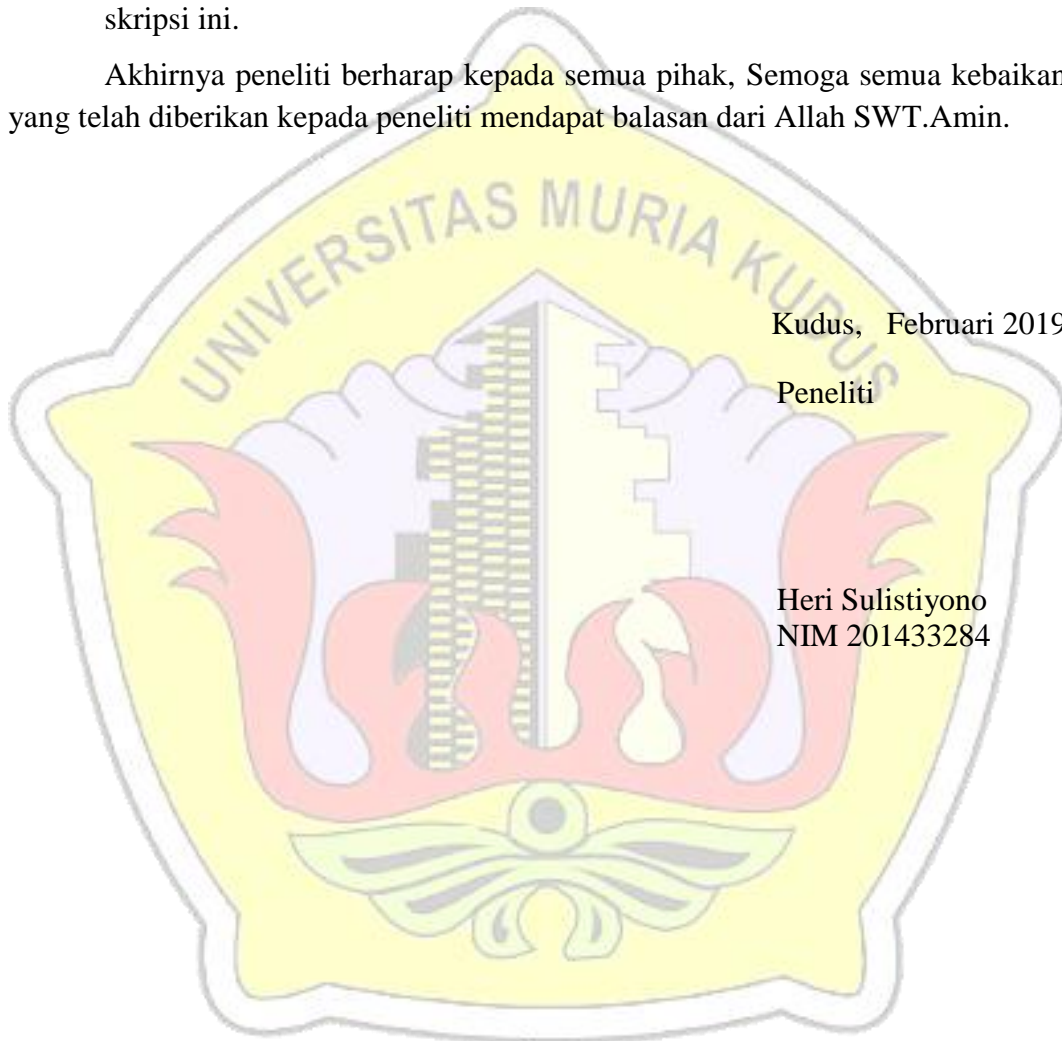 skripsi ini.
Akhirnya peneliti berharap kepada semua pihak, Semoga semua kebaikan
yang telah diberikan kepada peneliti mendapat balasan dari Allah SWT.Amin.
UNIVERSITAS MURIA KUDUS
Kudus, Februari 2019
Peneliti
Heri Sulistiyono
NIM 201433284